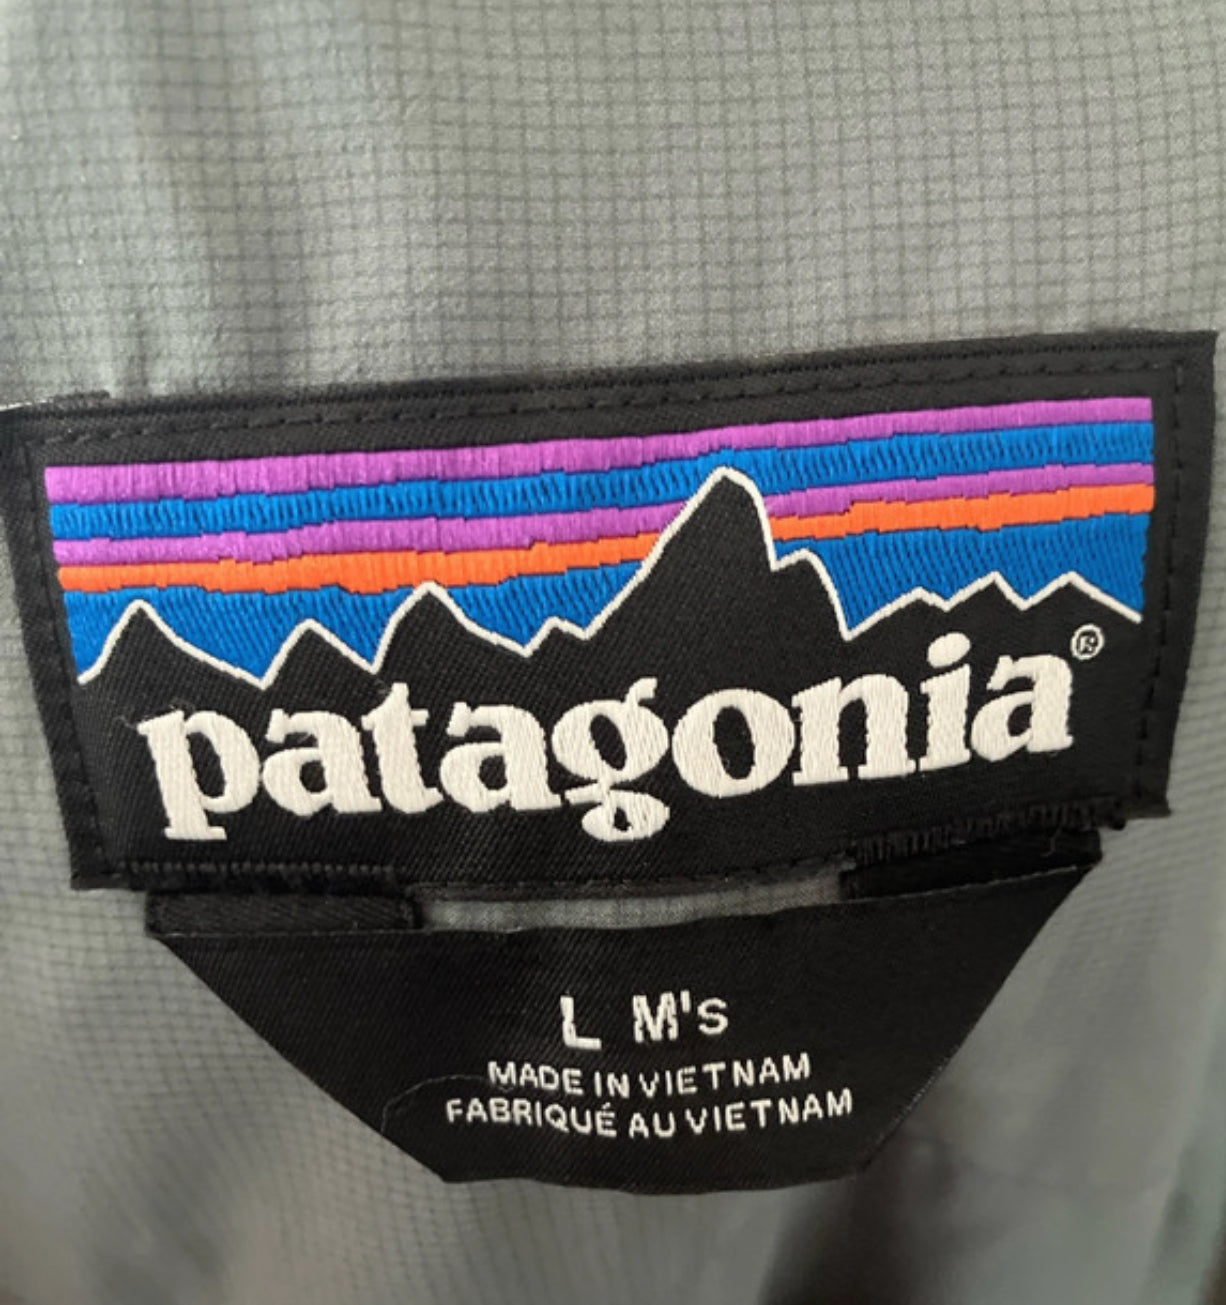 patagonia®
L M's
MADE IN VIETNAM
FABRIQUÉ AU VIETNAM